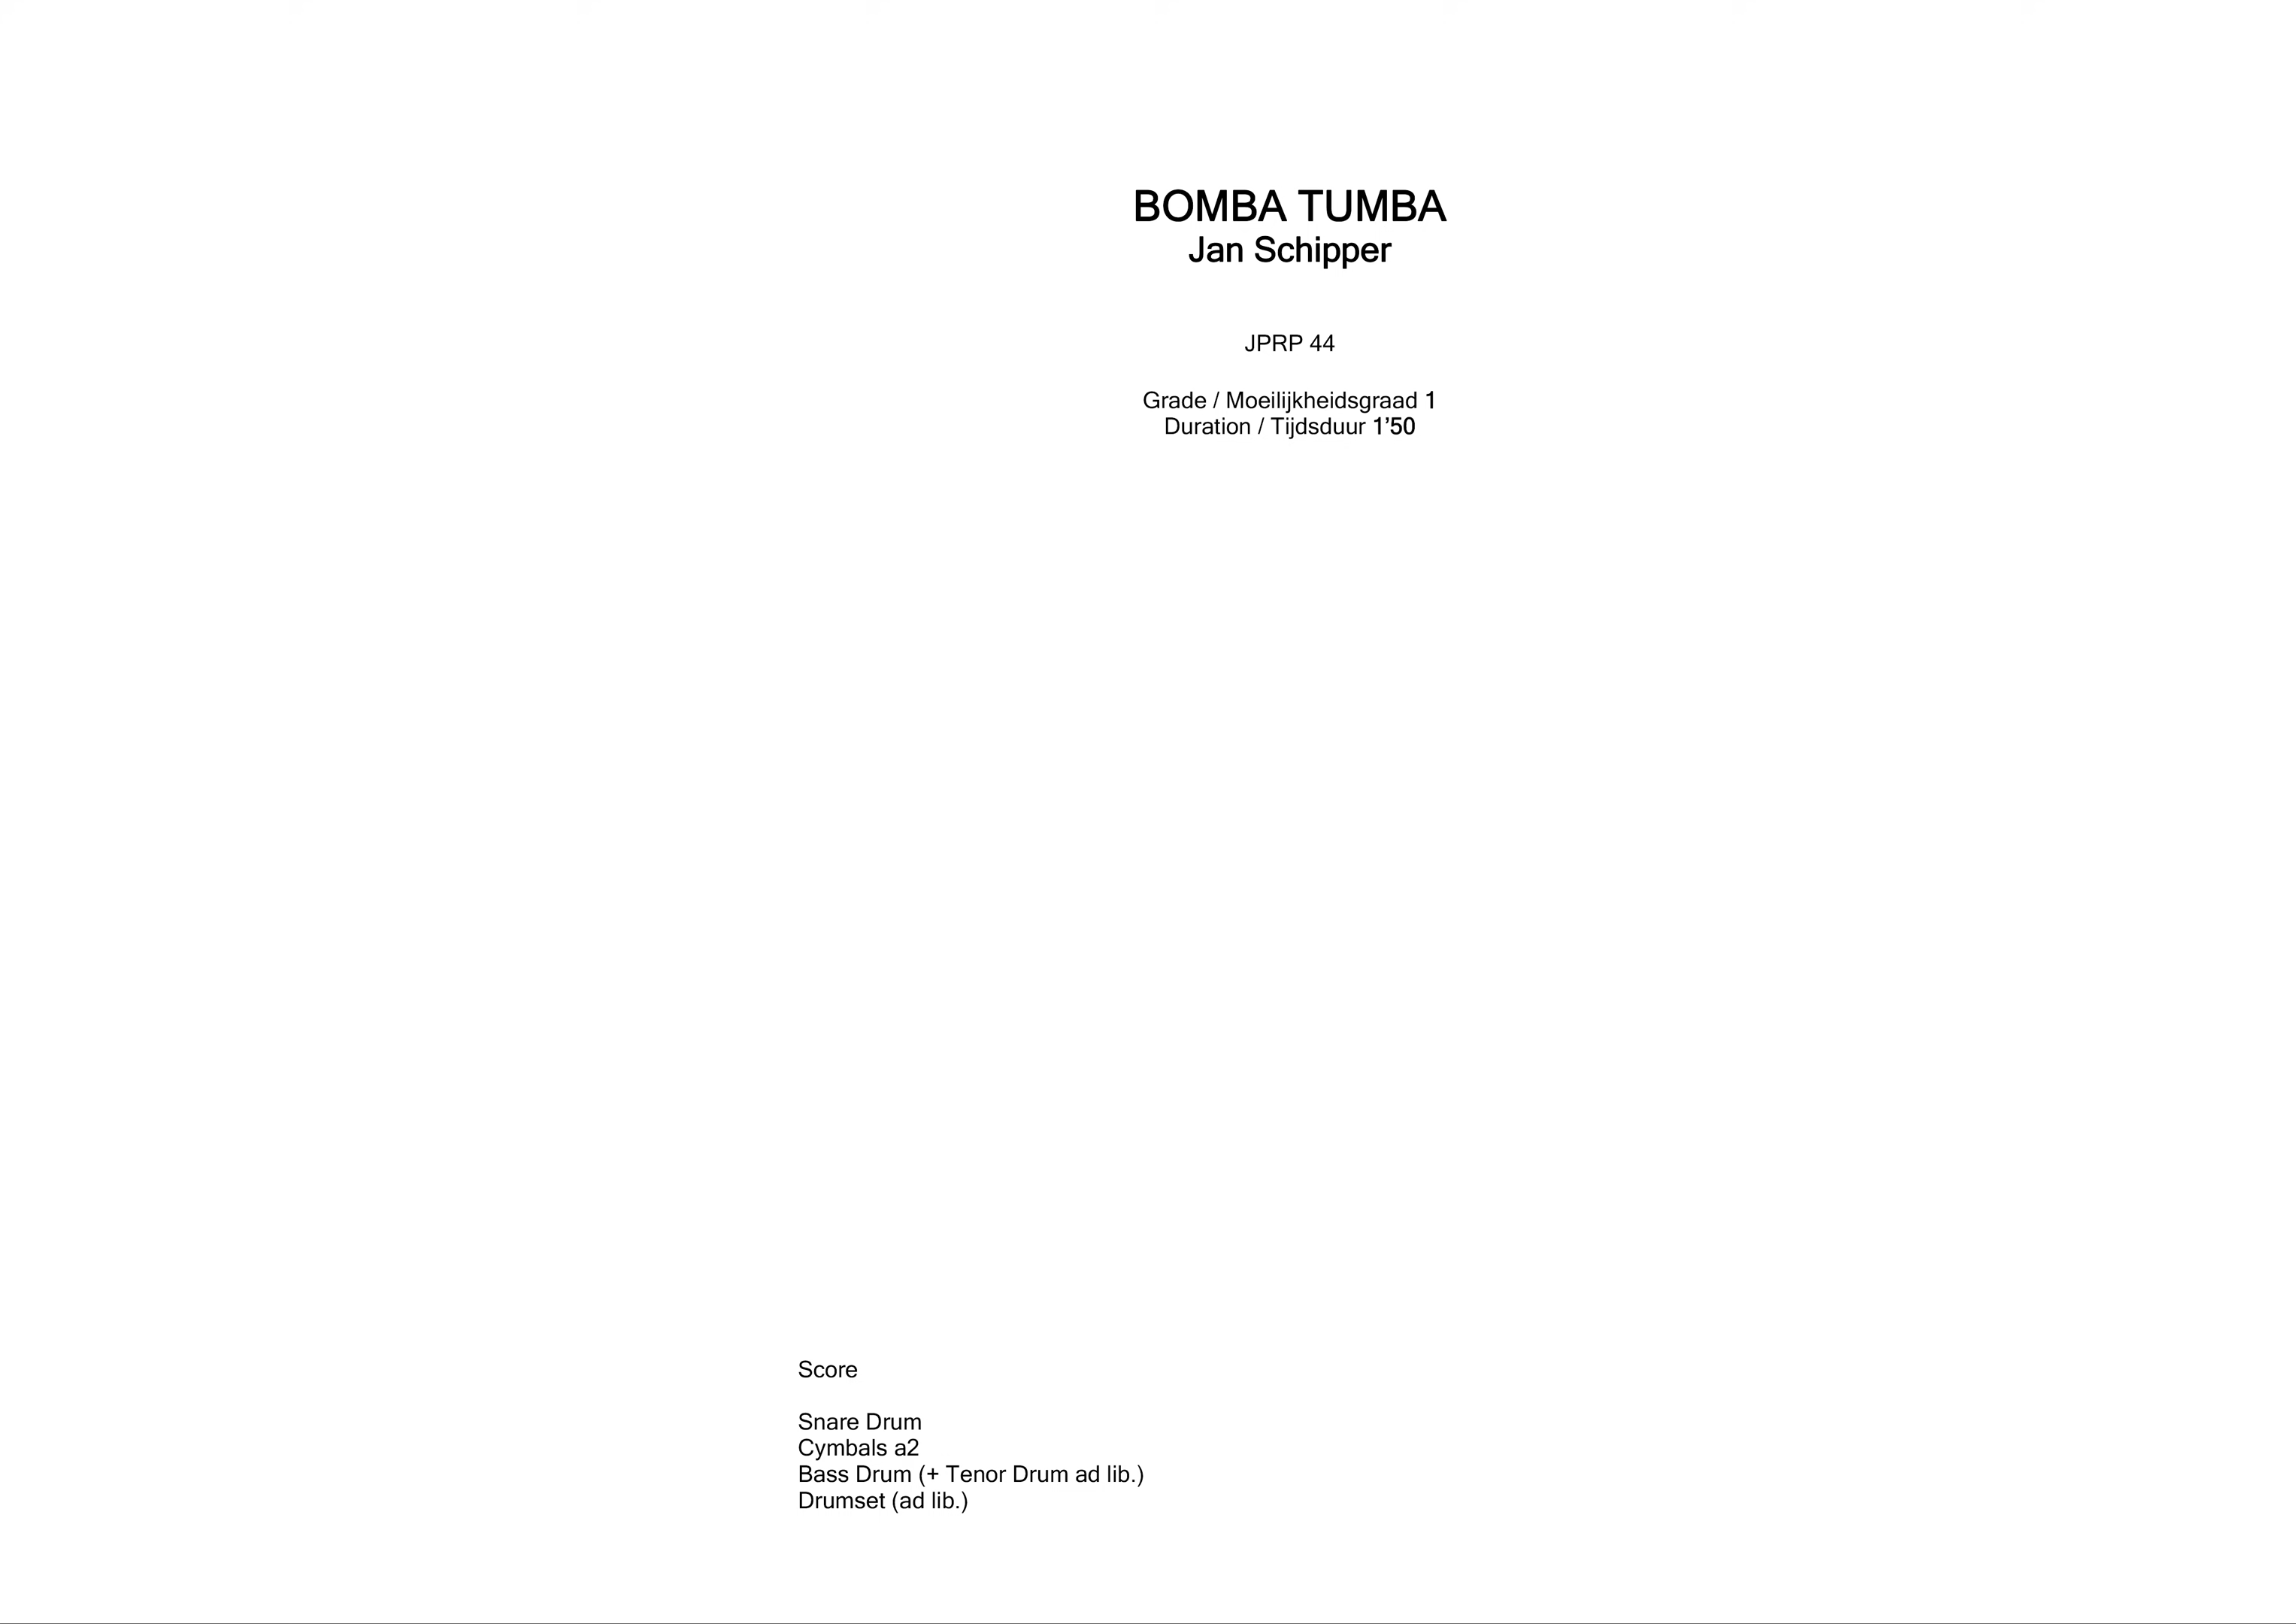 BOMBA TUMBA
Jan Schipper
JPRP 44
Grade / Moeilijkheidsgraad 1
Duration / Tijdsduur 1'50
Score
Snare Drum
Cymbals a2
Bass Drum (+ Tenor Drum ad lib.)
Drumset (ad lib.)